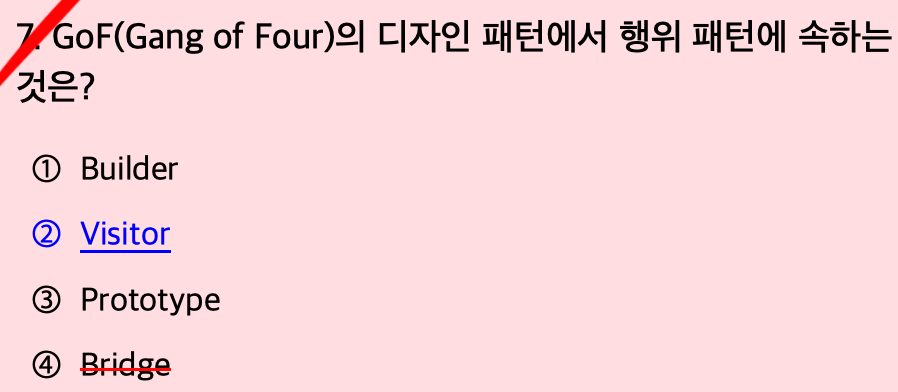 7. GoF(Gang of Four)의 디자인 패턴에서 행위 패턴에 속하는
것은?
① Builder
② Visitor
③ Prototype
④ Bridge